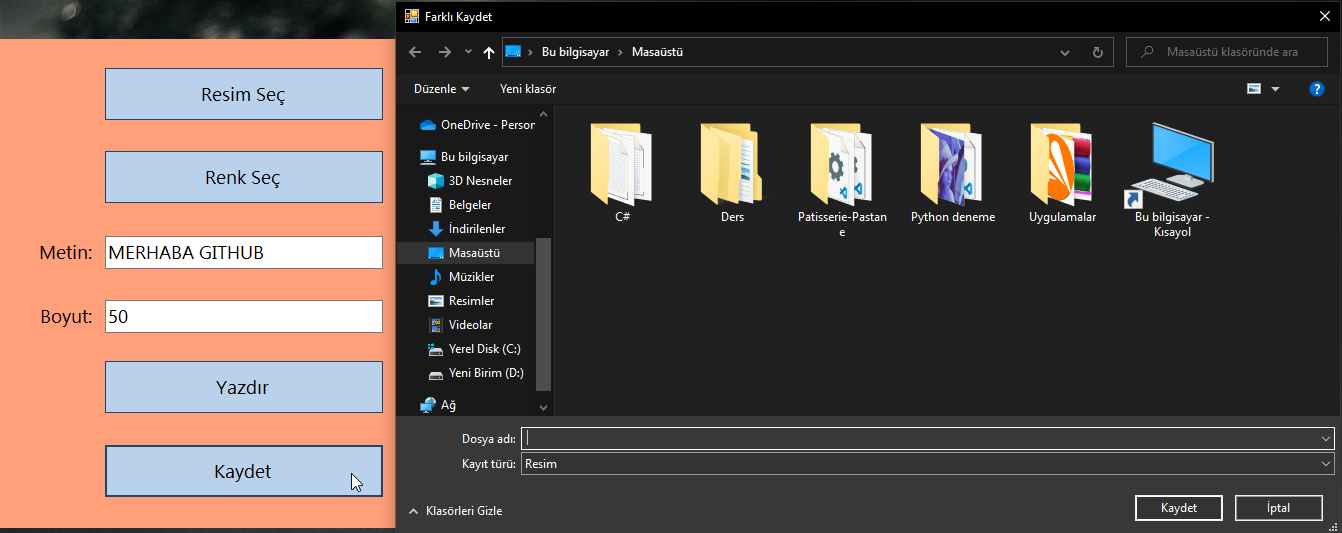 Resim Seç
Renk Seç
Metin: MERHABA GITHUB
Boyut: 50
Yazdır
Kaydet
Farklı Kaydet
Bu bilgisayar › Masaüstü
Masaüstü klasöründe ara
Düzenle
Yeni klasör
OneDrive - Person
Bu bilgisayar
3D Nesneler
Belgeler
İndirilenler
Masaüstü
Müzikler
Resimler
Videolar
Yerel Disk (C:)
Yeni Birim (D:)
Ağ
C#
Ders
Patisserie-Pastan
e
Python deneme
Uygulamalar
Bu bilgisayar -
Kısayol
Dosya adı:
Kayıt türü: Resim
Klasörleri Gizle
Kaydet
İptal